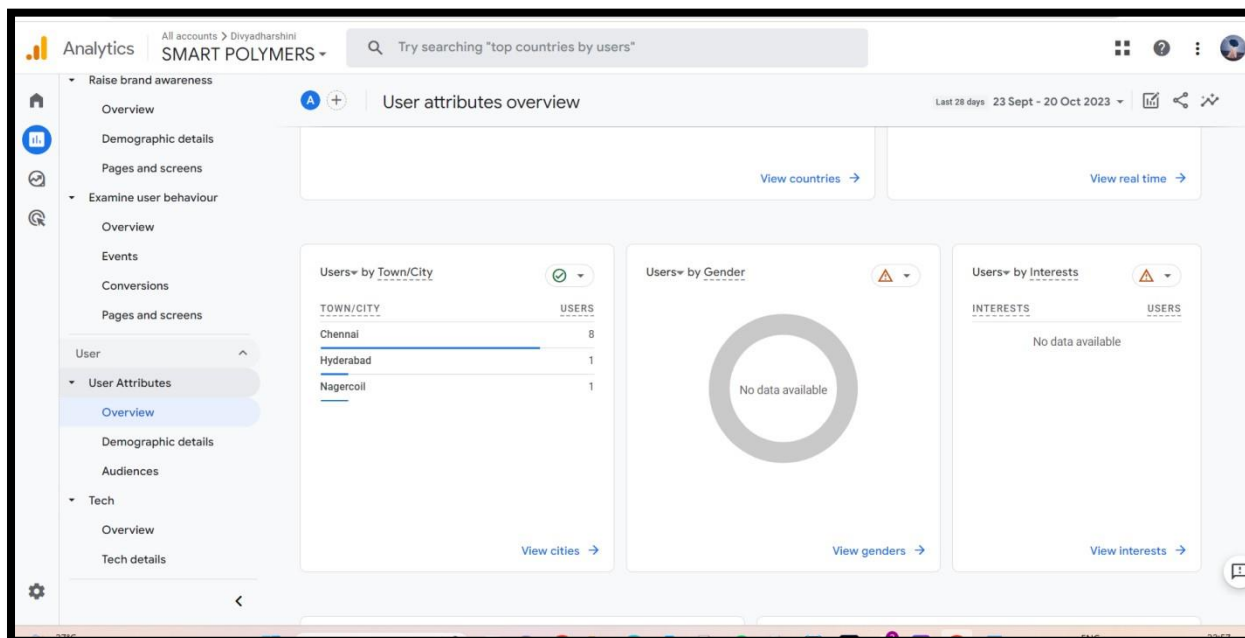 All accounts > Divyadharshini
Analytics
SMART POLYMERS
Try searching "top countries by users"
Raise brand awareness
Overview
Demographic details
Pages and screens
Examine user behaviour
Overview
Events
Conversions
Pages and screens
User
User Attributes
Overview
Demographic details
Audiences
Tech
Overview
Tech details
A
User attributes overview
Last 28 days 23 Sept - 20 Oct 2023
View countries
View real time
Users by Town/City
TOWN/CITY USERS
Chennai 8
Hyderabad 1
Nagercoil 1
View cities
Users by Gender
No data available
View genders
Users by Interests
INTERESTS USERS
No data available
View interests